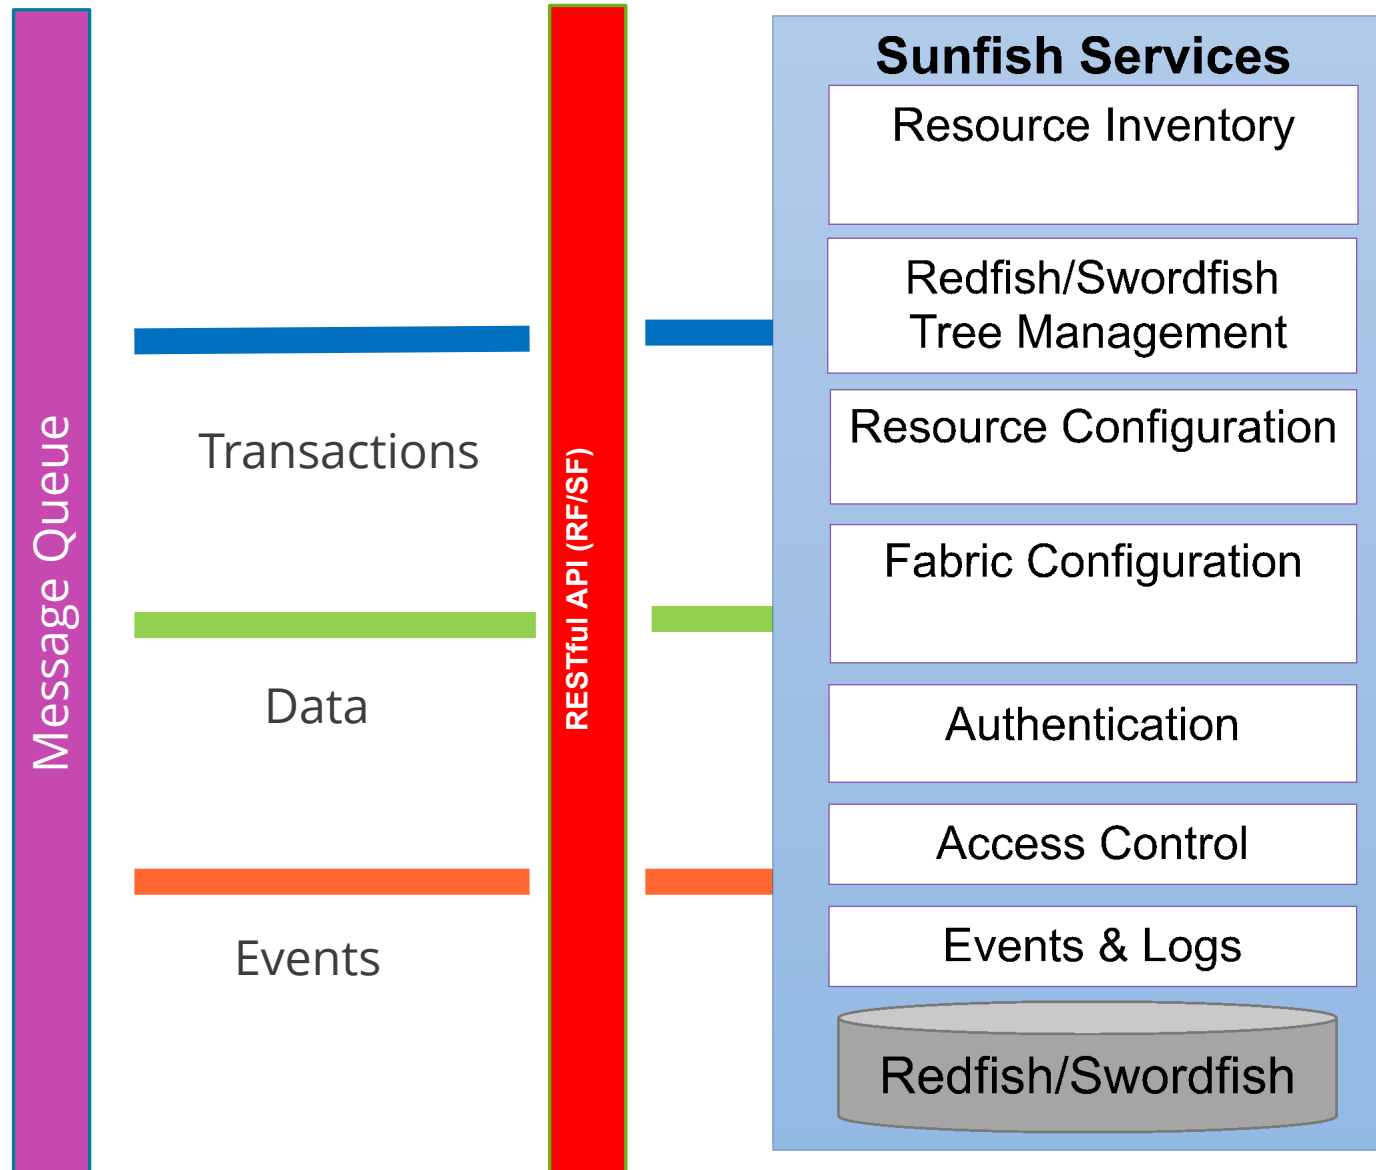 Message Queue
Transactions
Data
Events
RESTful API (RF/SF)
Sunfish Services
Resource Inventory
Redfish/Swordfish
Tree Management
Resource Configuration
Fabric Configuration
Authentication
Access Control
Events & Logs
Redfish/Swordfish